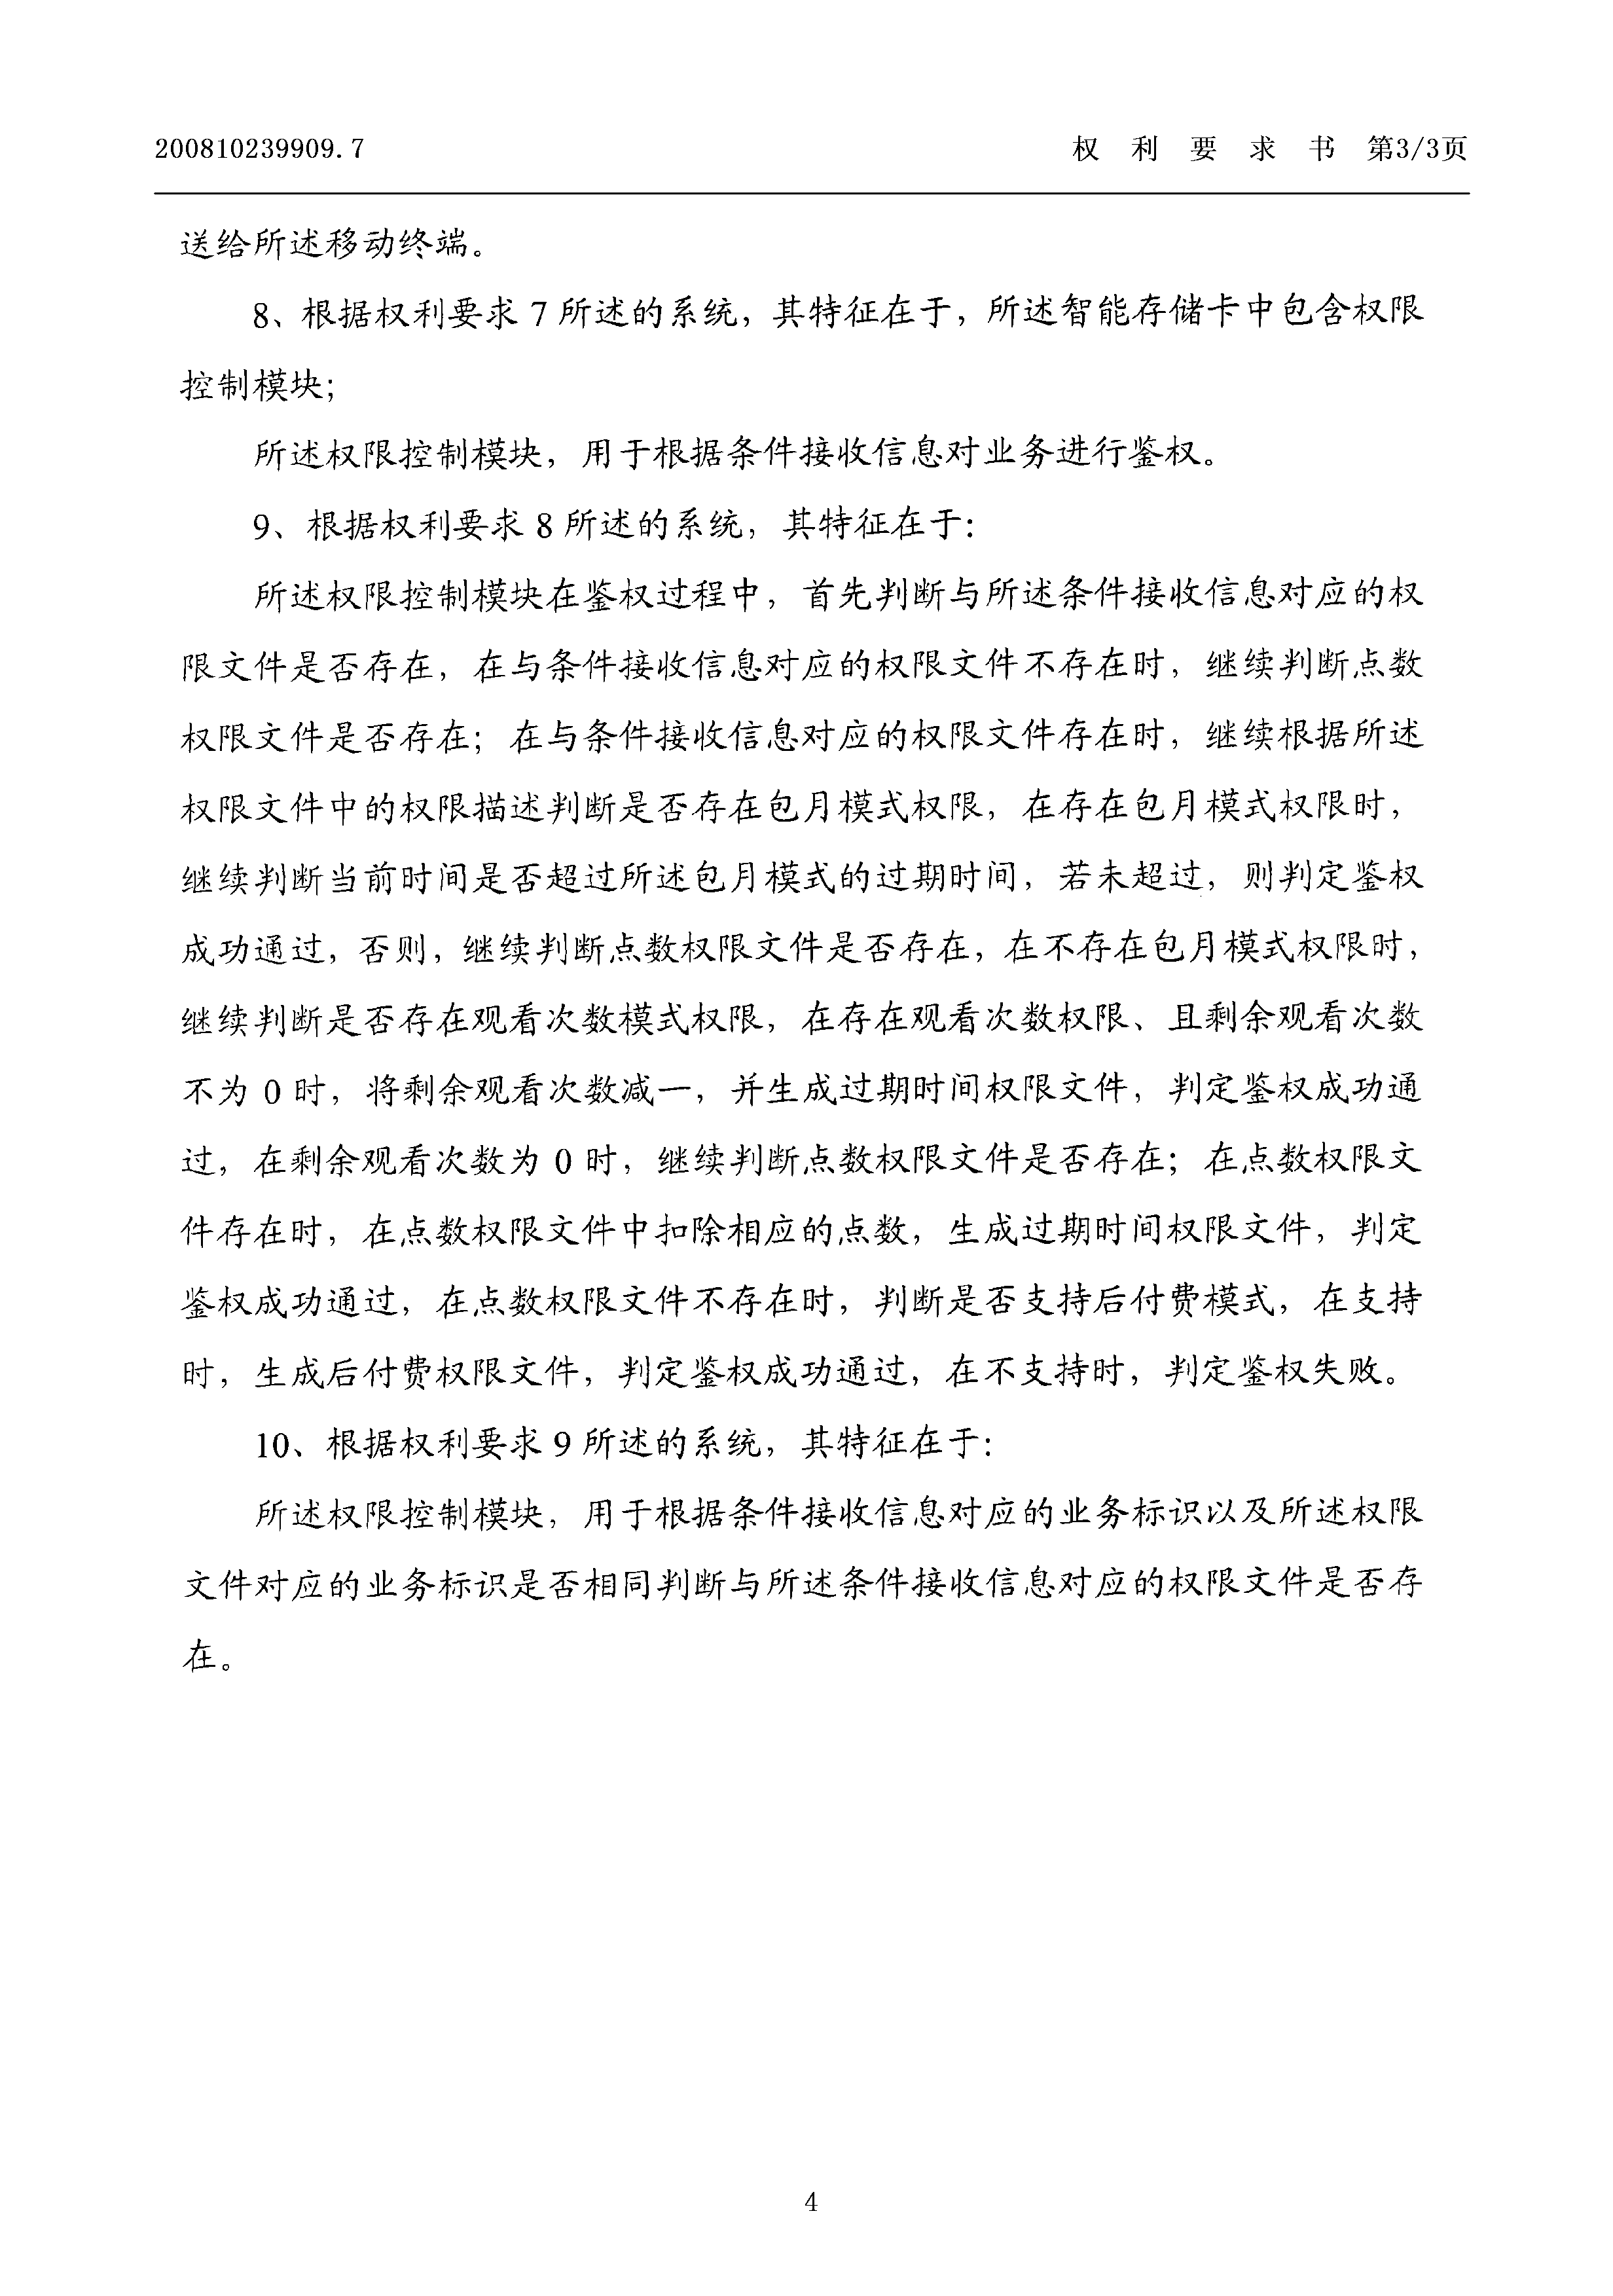 200810239909.7 权利要求书 第3/3页
送给所述移动终端。
8、根据权利要求 7 所述的系统，其特征在于，所述智能存储卡中包含权限
控制模块；
所述权限控制模块，用于根据条件接收信息对业务进行鉴权。
9、根据权利要求 8 所述的系统，其特征在于：
所述权限控制模块在鉴权过程中，首先判断与所述条件接收信息对应的权
限文件是否存在，在与条件接收信息对应的权限文件不存在时，继续判断点数
权限文件是否存在；在与条件接收信息对应的权限文件存在时，继续根据所述
权限文件中的权限描述判断是否存在包月模式权限，在存在包月模式权限时，
继续判断当前时间是否超过所述包月模式的过期时间，若未超过，则判定鉴权
成功通过，否则，继续判断点数权限文件是否存在，在不存在包月模式权限时，
继续判断是否存在观看次数模式权限，在存在观看次数权限、且剩余观看次数
不为 0 时，将剩余观看次数减一，并生成过期时间权限文件，判定鉴权成功通
过，在剩余观看次数为 0 时，继续判断点数权限文件是否存在；在点数权限文
件存在时，在点数权限文件中扣除相应的点数，生成过期时间权限文件，判定
鉴权成功通过，在点数权限文件不存在时，判断是否支持后付费模式，在支持
时，生成后付费权限文件，判定鉴权成功通过，在不支持时，判定鉴权失败。
10、根据权利要求 9 所述的系统，其特征在于：
所述权限控制模块，用于根据条件接收信息对应的业务标识以及所述权限
文件对应的业务标识是否相同判断与所述条件接收信息对应的权限文件是否存
在。
4